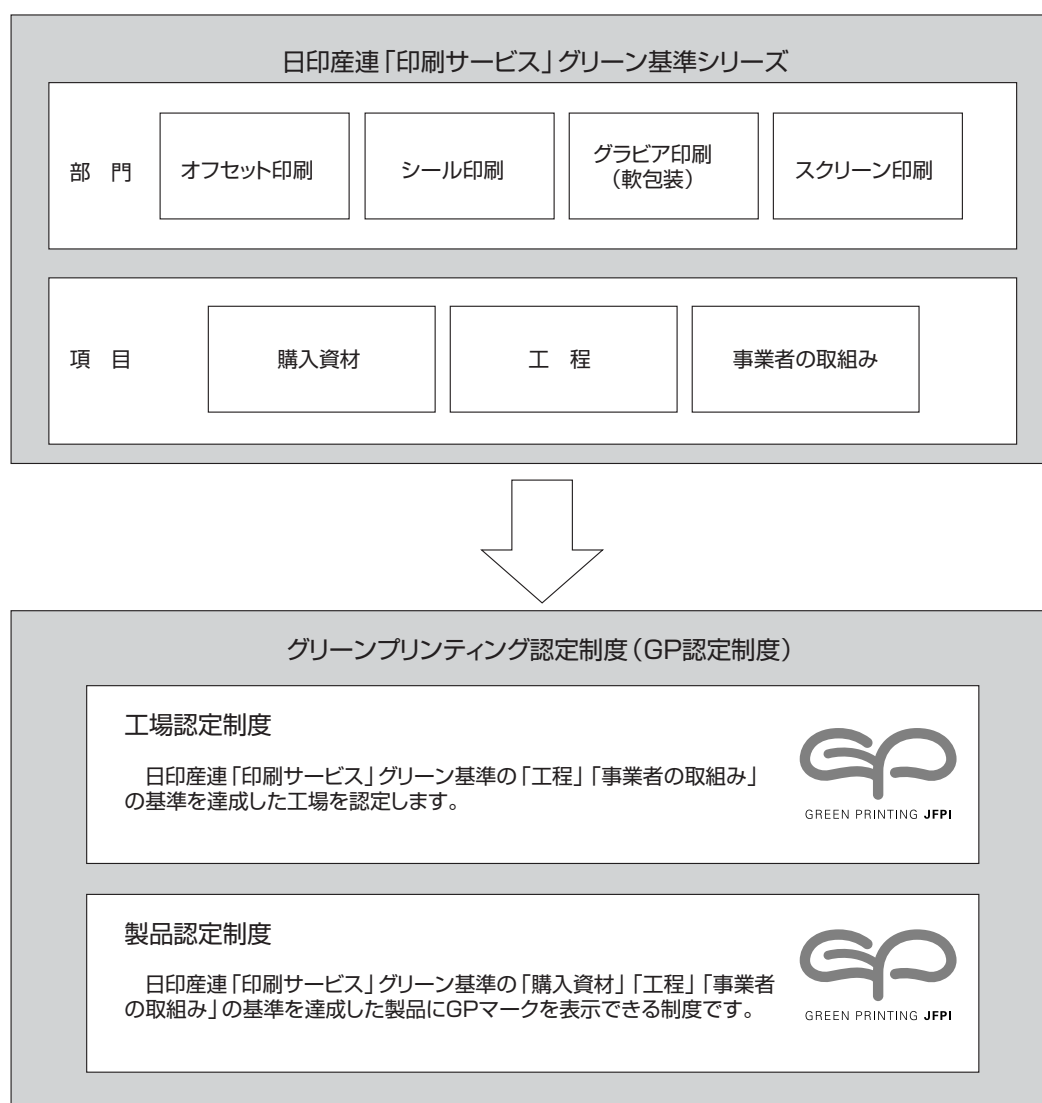 日印産連「印刷サービス」グリーン基準シリーズ
部　門
オフセット印刷
シール印刷
グラビア印刷
（軟包装）
スクリーン印刷
項　目
購入資材
工　程
事業者の取組み
グリーンプリンティング認定制度（GP認定制度）
工場認定制度
日印産連「印刷サービス」グリーン基準の「工程」「事業者の取組み」
の基準を達成した工場を認定します。
GP
GREEN PRINTING JFPI
製品認定制度
日印産連「印刷サービス」グリーン基準の「購入資材」「工程」「事業者
の取組み」の基準を達成した製品にGPマークを表示できる制度です。
GP
GREEN PRINTING JFPI